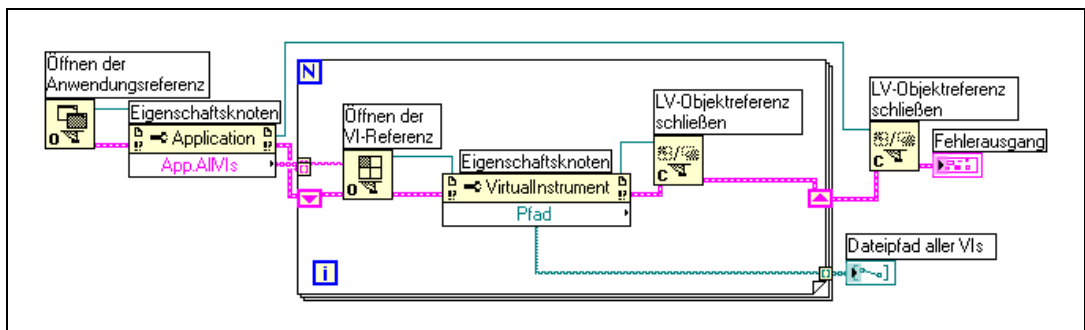 Öffnen der
Anwendungsreferenz
Eigenschaftsknoten
Application
App.AllVIs
N
Öffnen der
VI-Referenz
Eigenschaftsknoten
VirtualInstrument
Pfad
LV-Objektreferenz
schließen
i
LV-Objektreferenz
schließen
Fehlerausgang
Dateipfad aller VIs
O
O
C
C